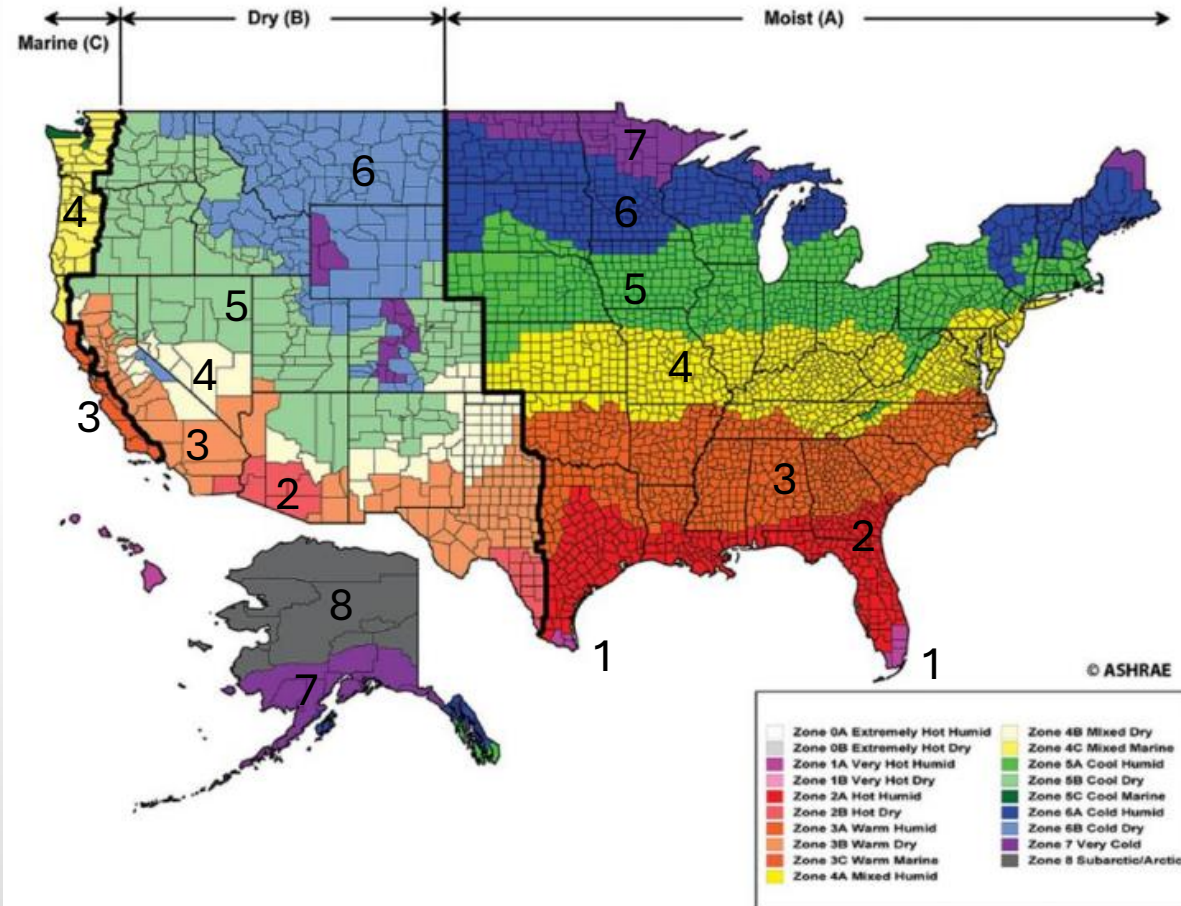 Marine (C)
Dry (B)
Moist (A)
7
6
6
4
5
5
4
4
3
3
3
2
2
8
1
1
7
© ASHRAE
Zone 0A Extremely Hot Humid
Zone 0B Extremely Hot Dry
Zone 1A Very Hot Humid
Zone 1B Very Hot Dry
Zone 2A Hot Humid
Zone 2B Hot Dry
Zone 3A Warm Humid
Zone 3B Warm Dry
Zone 3C Warm Marine
Zone 4A Mixed Humid
Zone 4B Mixed Dry
Zone 4C Mixed Marine
Zone 5A Cool Humid
Zone 5B Cool Dry
Zone 5C Cool Marine
Zone 6A Cold Humid
Zone 6B Cold Dry
Zone 7 Very Cold
Zone 8 Subarctic/Arctic